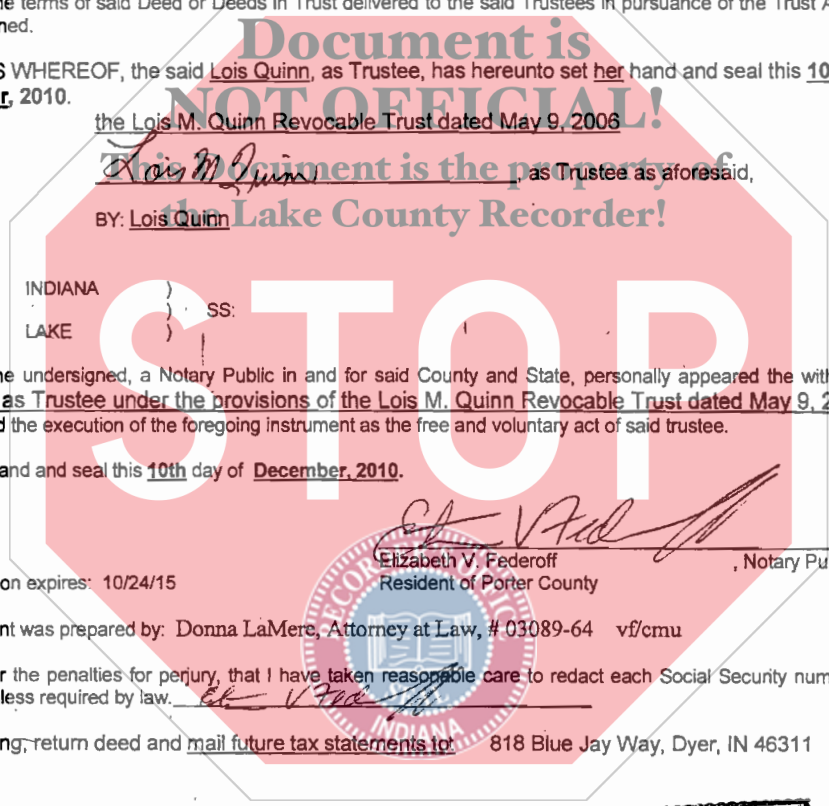 e terms of said Deed or Deeds in Trust delivered to the said Trustees in pursuance of the Trust A
ned.
Document is
S WHEREOF, the said Lois Quinn, as Trustee, has hereunto set her hand and seal this 10
r, 2010.
NOT OFFICIAL!
the Lois M. Quinn Revocable Trust dated May 9, 2006
This Document is the property of
Lois M Quinn, as Trustee as aforesaid,
the Lake County Recorder!
BY: Lois Quinn
INDIANA )
) SS:
LAKE )
STOP
e undersigned, a Notary Public in and for said County and State, personally appeared the with
as Trustee under the provisions of the Lois M. Quinn Revocable Trust dated May 9, 2
d the execution of the foregoing instrument as the free and voluntary act of said trustee.
and and seal this 10th day of December, 2010.
Elizabeth V. Federoff , Notary Pu
on expires: 10/24/15 Resident of Porter County
RECORDER'S OFFICE
nt was prepared by: Donna LaMere, Attorney at Law, # 03089-64 vf/cmu
r the penalties for perjury, that I have taken reasonable care to redact each Social Security num
less required by law.
SEAL
INDIANA
ng, return deed and mail future tax statements to: 818 Blue Jay Way, Dyer, IN 46311